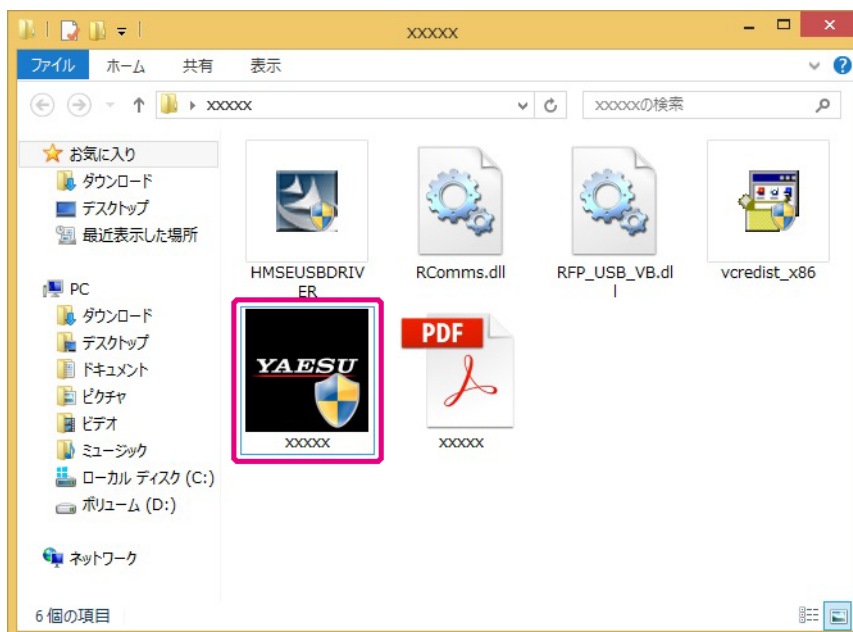 xxxxx
ファイル ホーム 共有 表示
xxxxx
xxxxxの検索
お気に入り
ダウンロード
デスクトップ
最近表示した場所
PC
ダウンロード
デスクトップ
ドキュメント
ピクチャ
ビデオ
ミュージック
ローカル ディスク (C:)
ボリューム (D:)
ネットワーク
HMSEUSBDRIV
ER
RComms.dll
RFP_USB_VB.dl
l
vcredist_x86
YAESU
xxxxx
PDF
xxxxx
6 個の項目